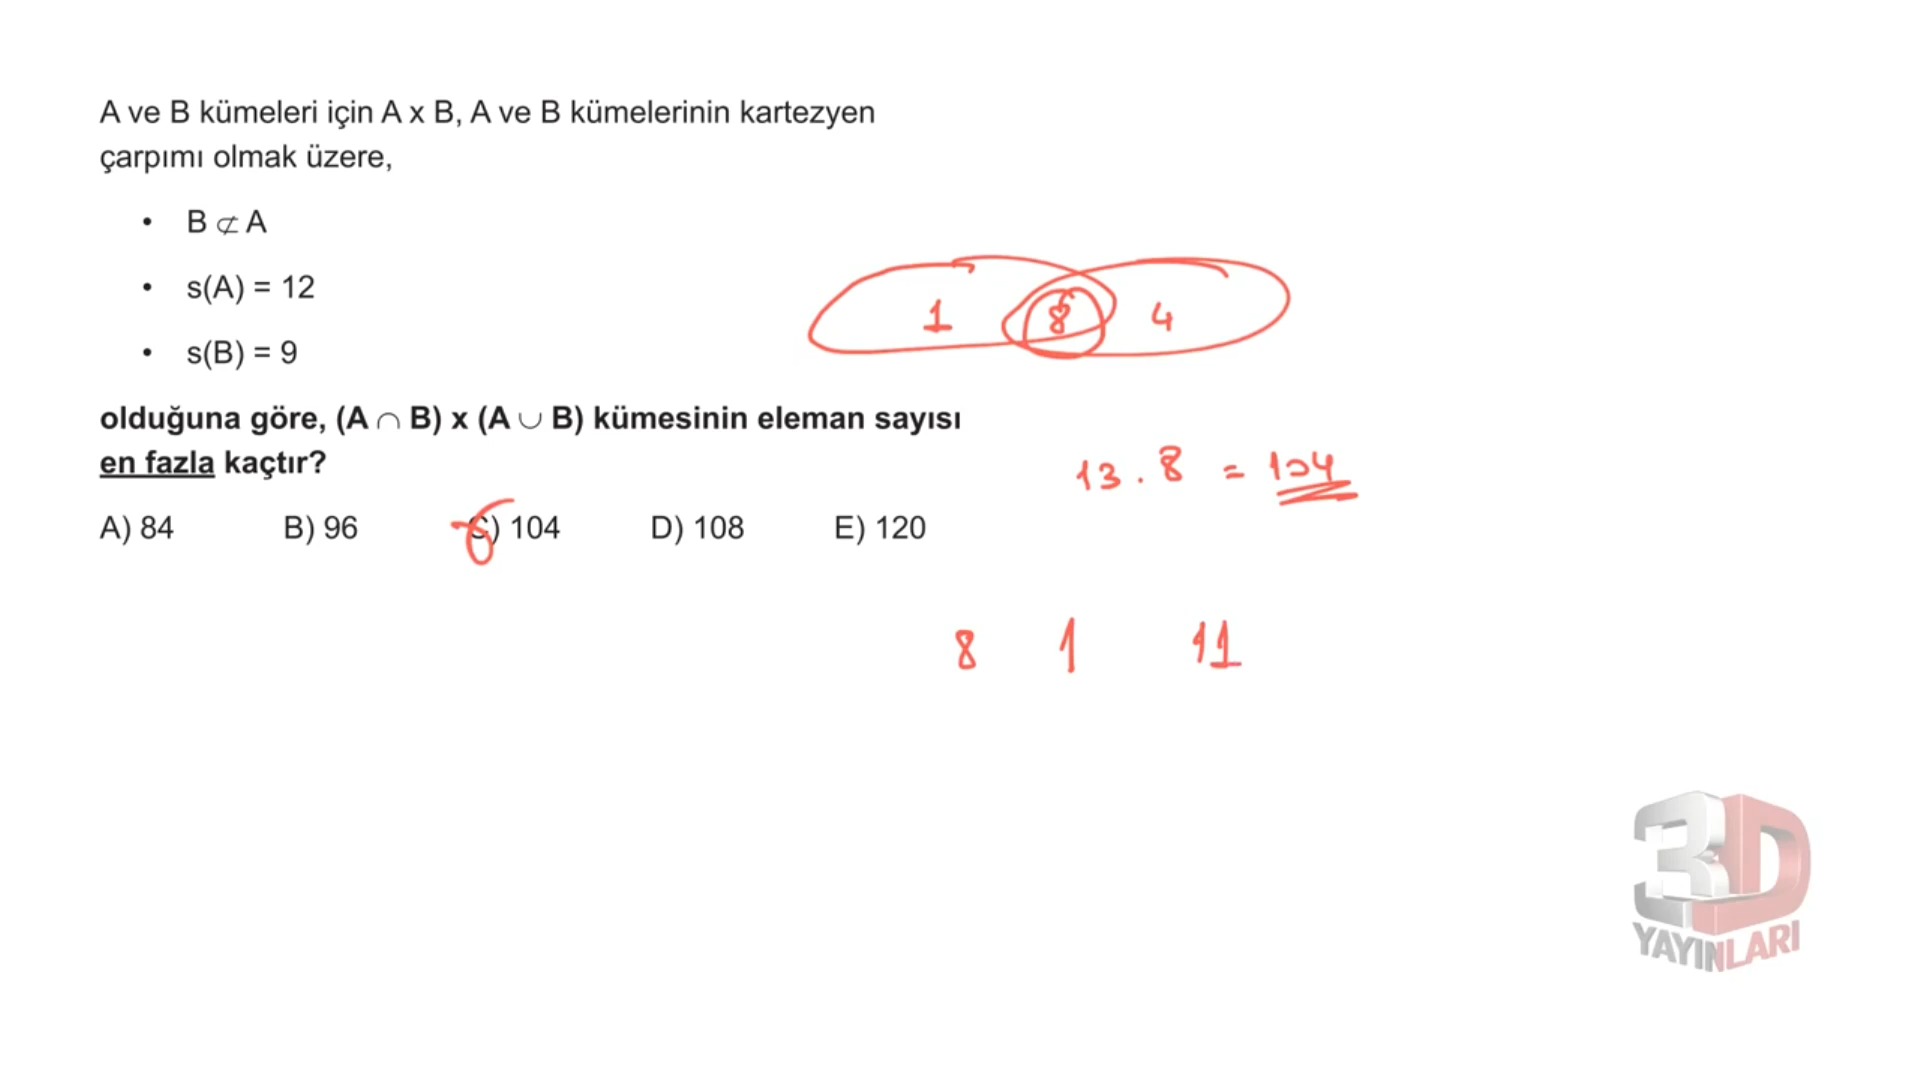 A ve B kümeleri için A x B, A ve B kümelerinin kartezyen
çarpımı olmak üzere,
• B ⊄ A
• s(A) = 12
• s(B) = 9
1 8 4
olduğuna göre, (A ∩ B) x (A ∪ B) kümesinin eleman sayısı
en fazla kaçtır?
13 . 8 = 104
A) 84 B) 96 C) 104 D) 108 E) 120
8 1 11
3D
YAYINLARI